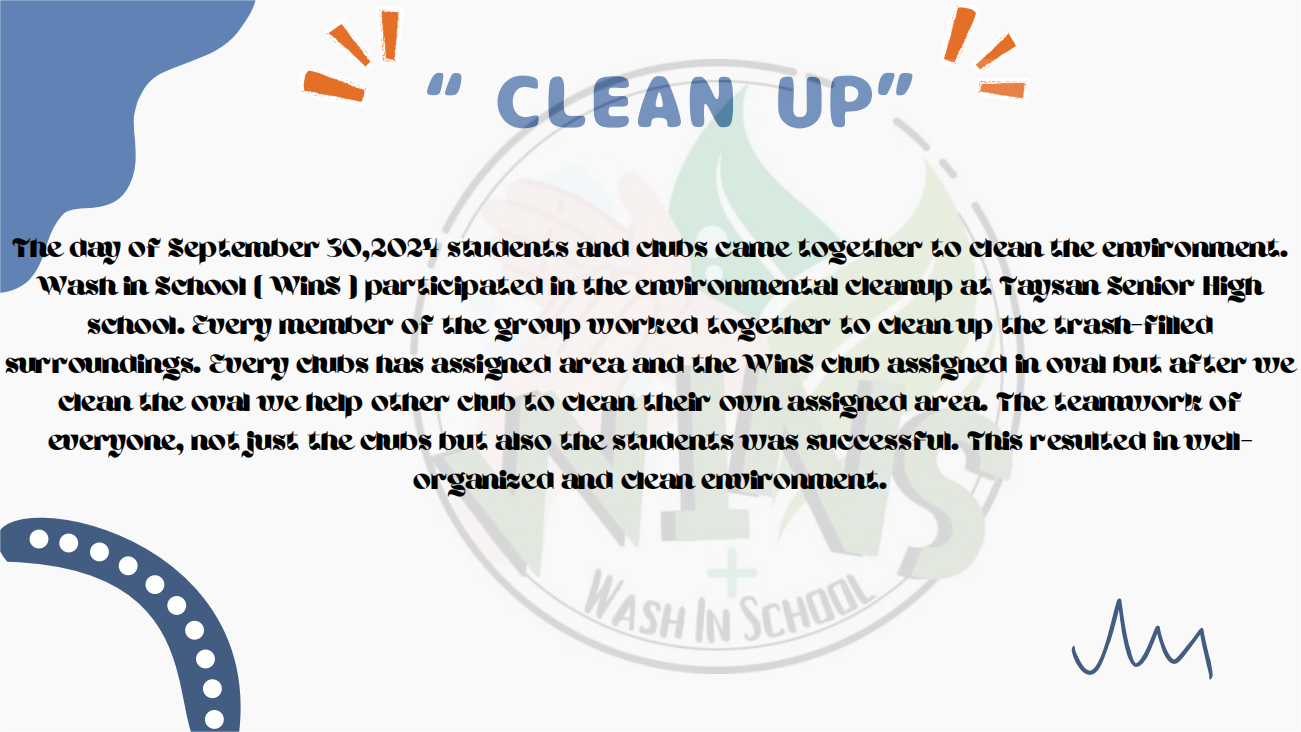 “ CLEAN UP”
The day of September 30,2024 students and clubs came together to clean the environment.
Wash in School ( WinS ) participated in the environmental cleanup at Taysan Senior High
school. Every member of the group worked together to clean up the trash-filled
surroundings. Every clubs has assigned area and the WinS club assigned in oval but after we
clean the oval we help other club to clean their own assigned area. The teamwork of
everyone, not just the clubs but also the students was successful. This resulted in well-
organized and clean environment.
WINS
WASH IN SCHOOL